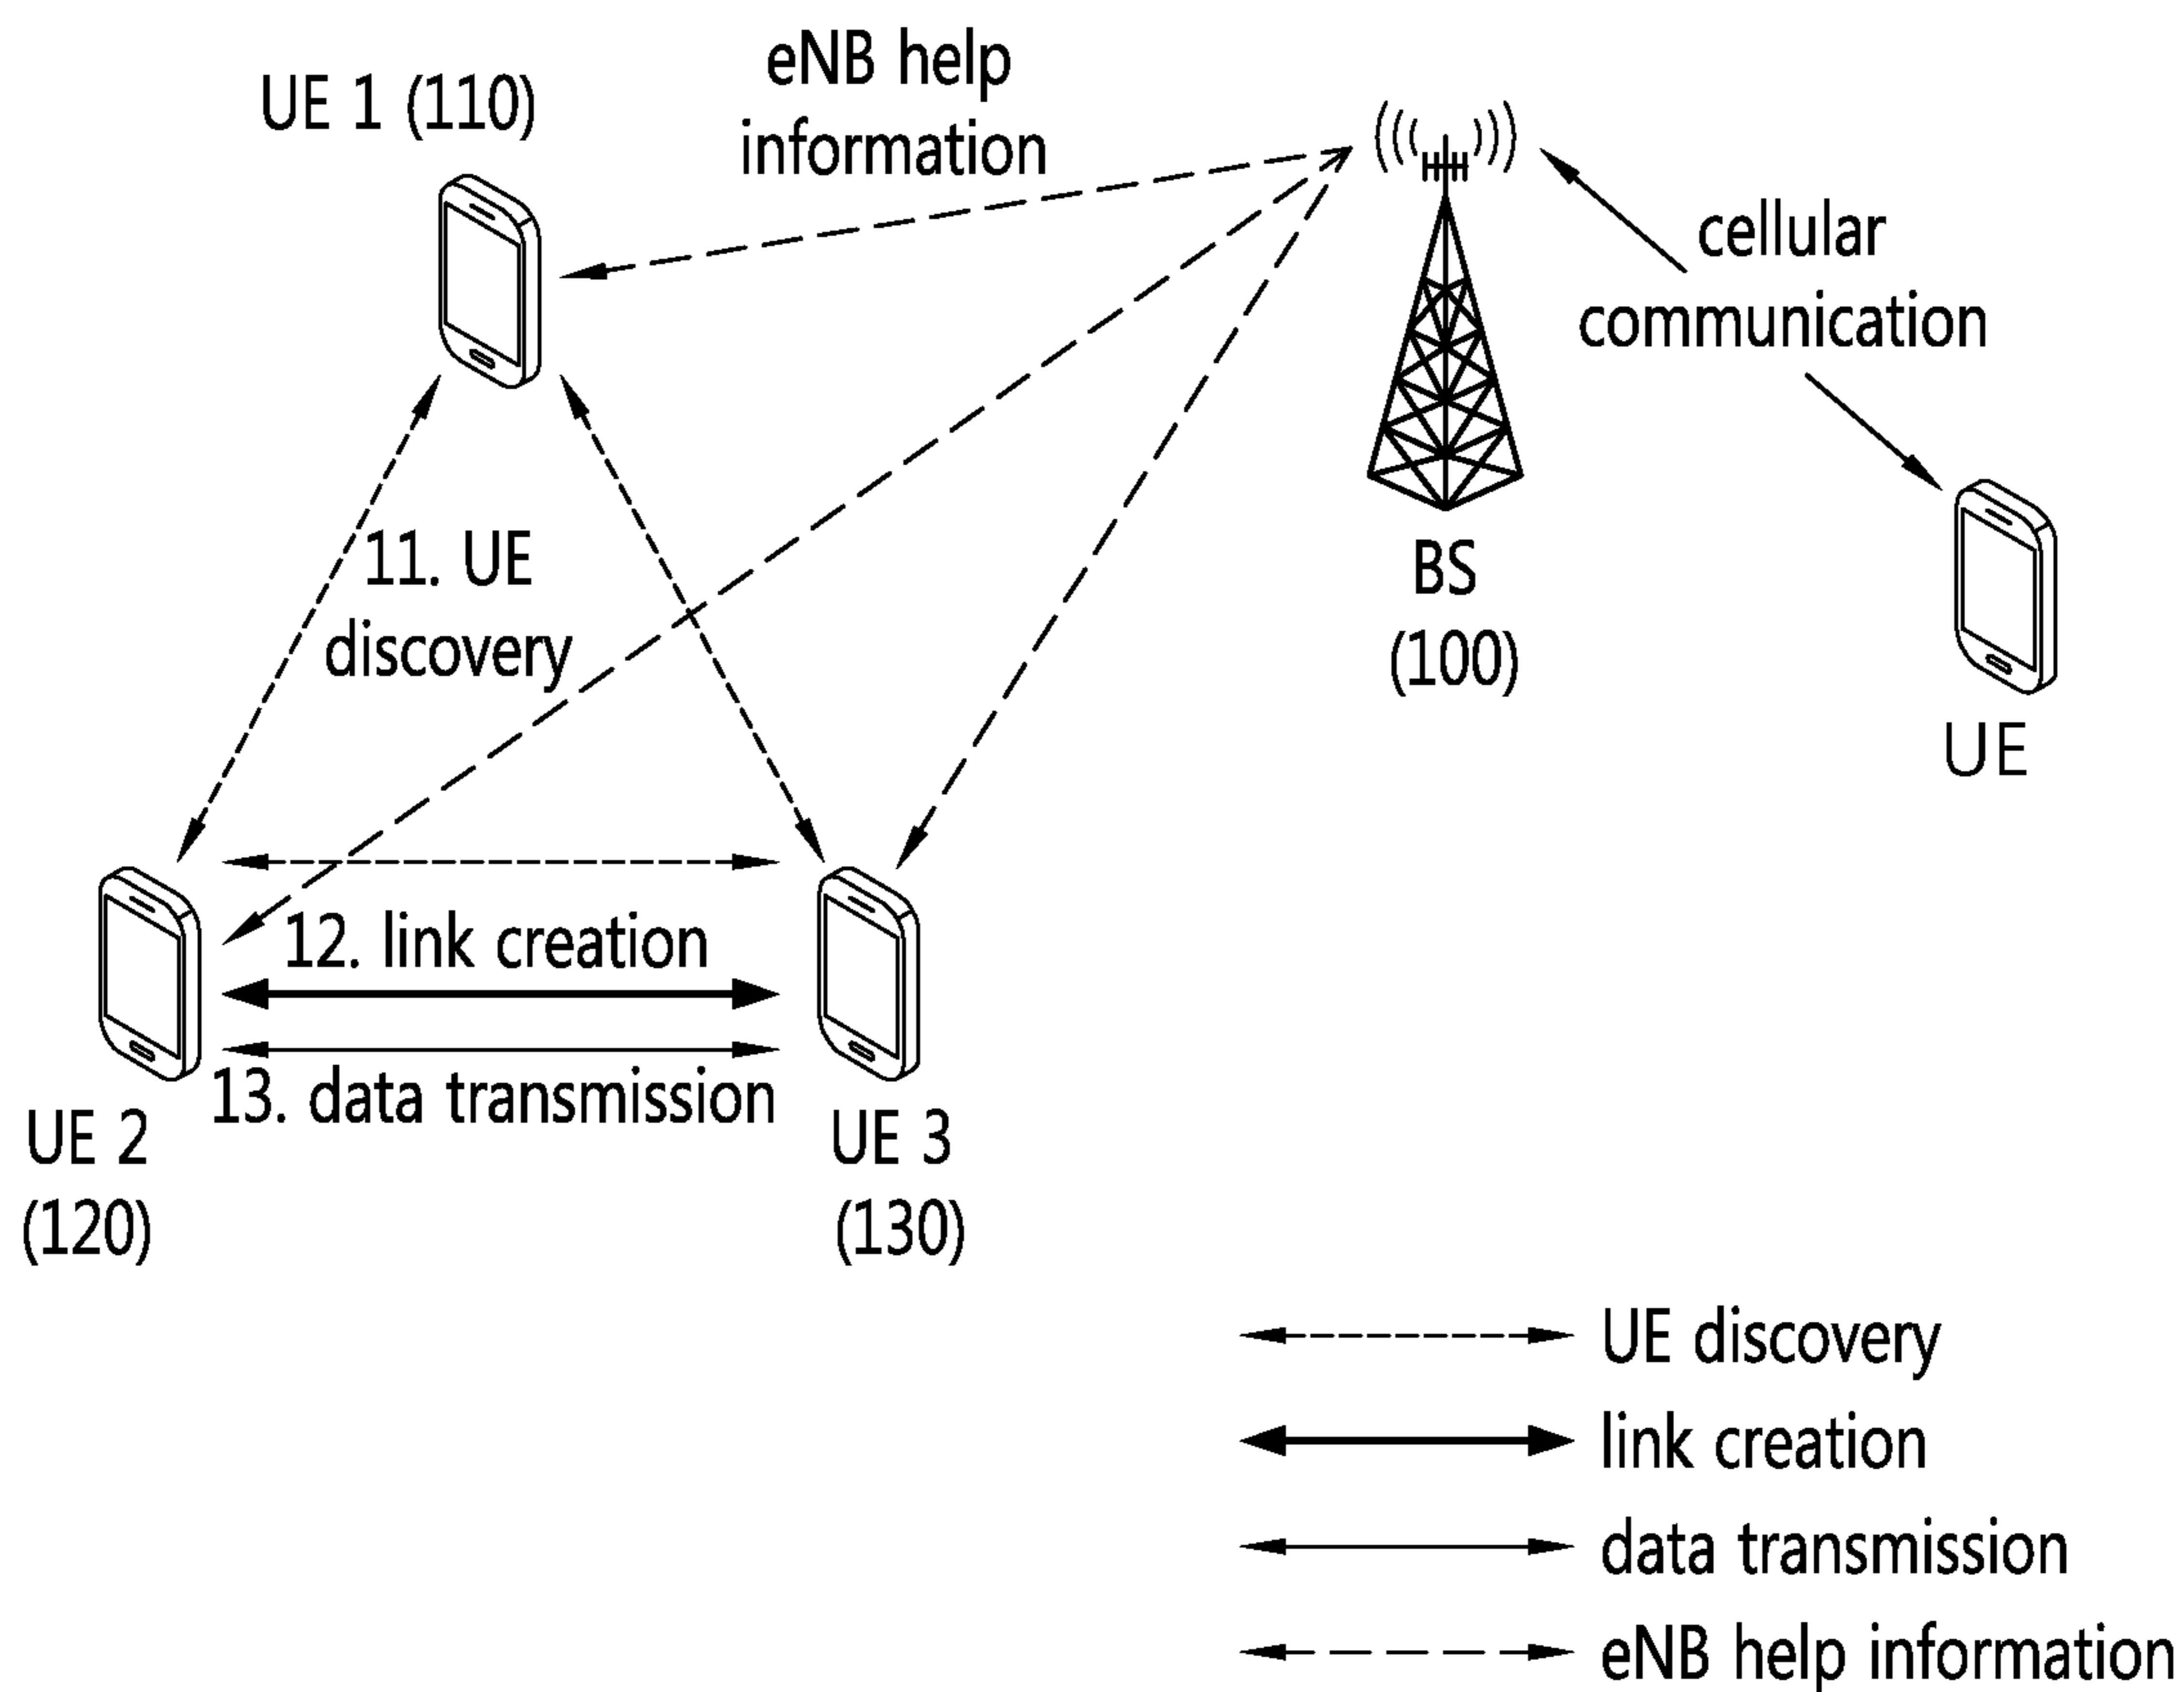 eNB help
information
UE 1 (110)
cellular
communication
11. UE
discovery
BS
(100)
UE
12. link creation
13. data transmission
UE 2
(120)
UE 3
(130)
UE discovery
link creation
data transmission
eNB help information